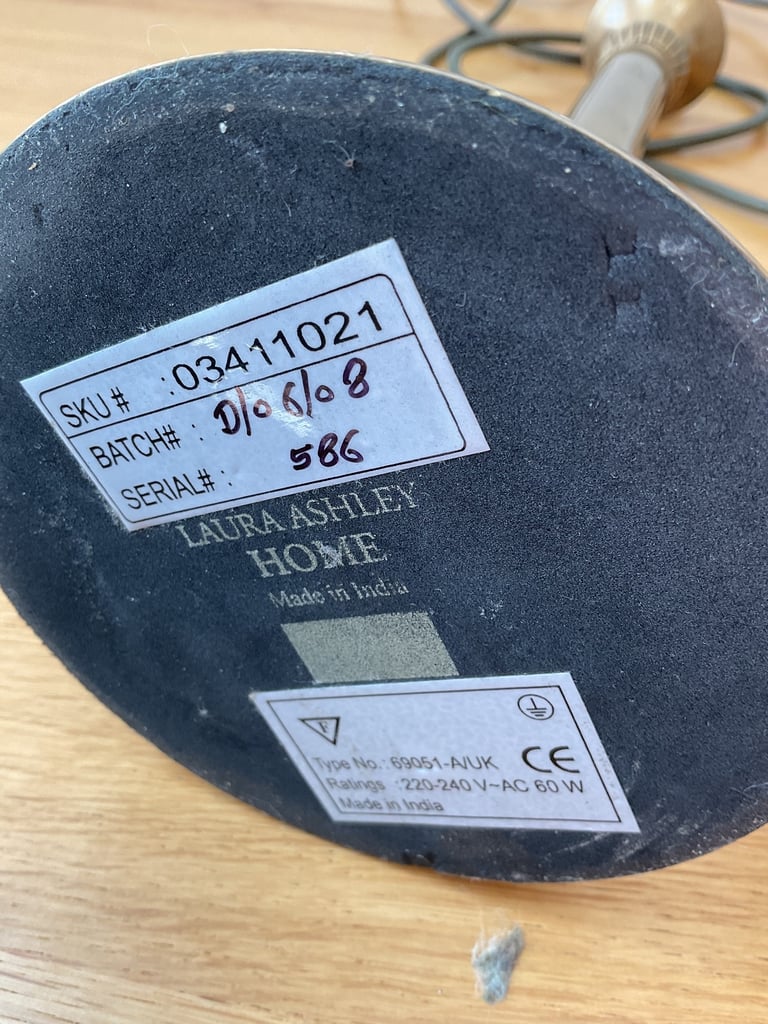 SKU # : 03411021
BATCH# : D/06/08
SERIAL# : 586
LAURA ASHLEY
HOME
Made in India
F
Type No.: 69051-A/UK CE
Ratings : 220-240 V~AC 60 W
Made in India